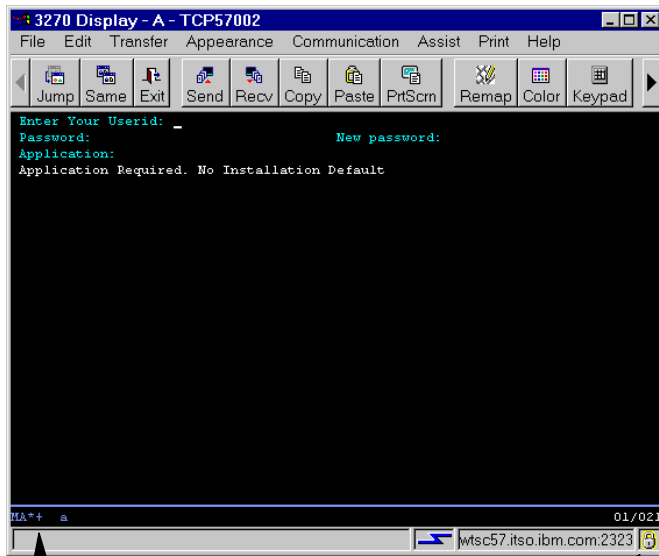 3270 Display - A - TCP57002
File Edit Transfer Appearance Communication Assist Print Help
Jump Same Exit Send Recv Copy Paste PrtScrn Remap Color Keypad
Enter Your Userid: _
Password: New password:
Application:
Application Required. No Installation Default
MA*+ a 01/021
wtsc57.itso.ibm.com:2323